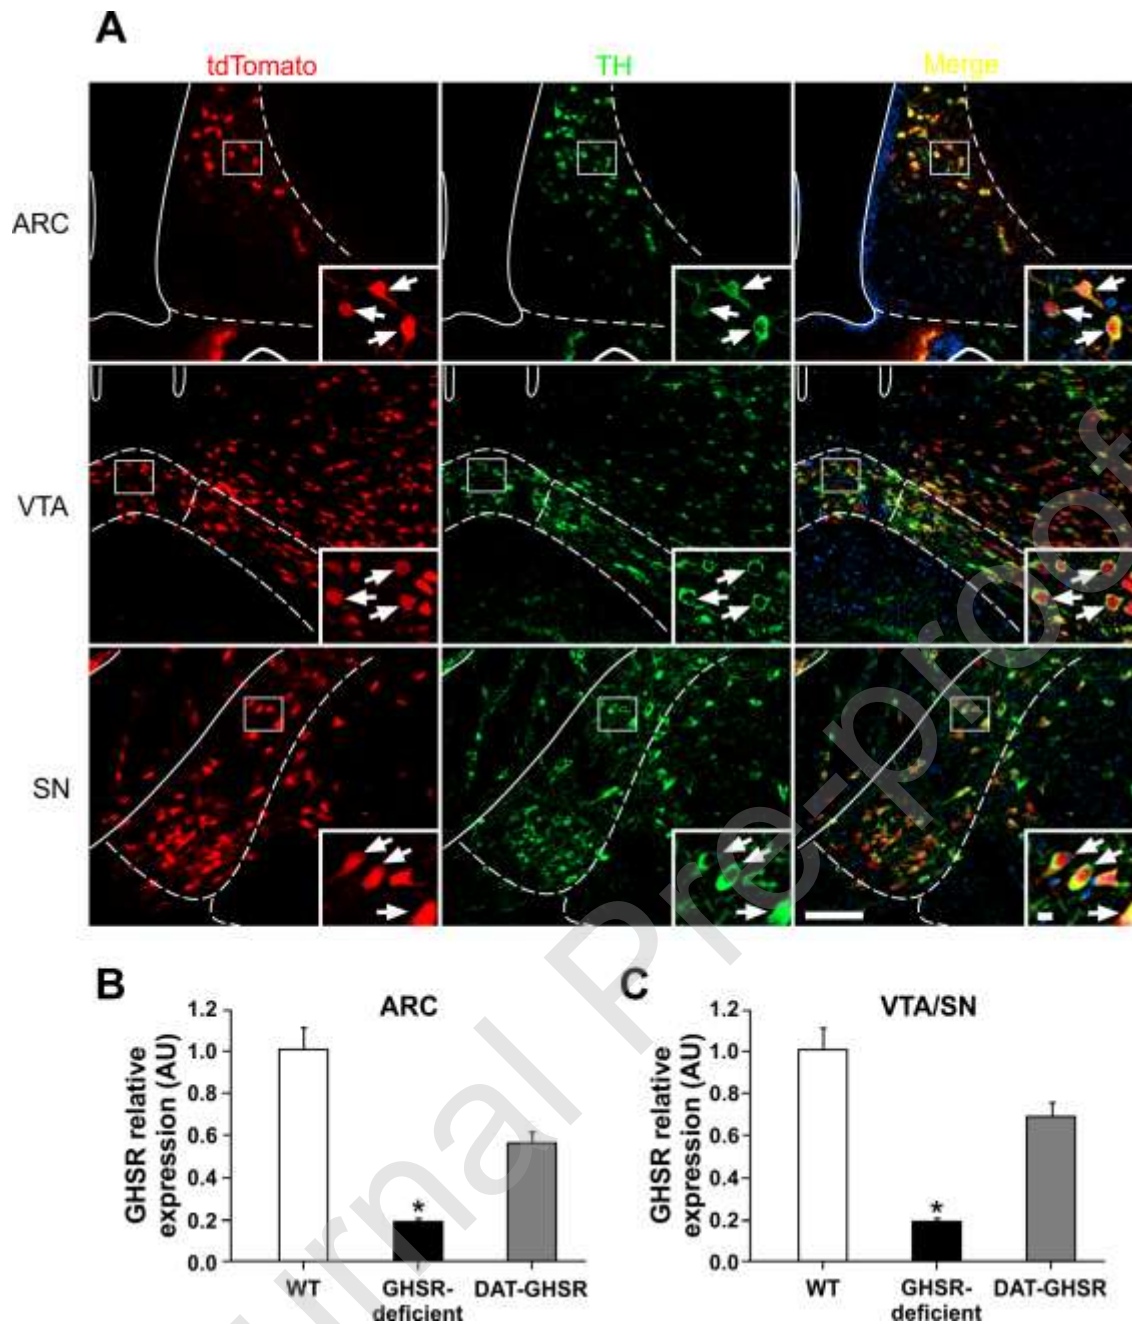 A
tdTomato TH Merge
ARC
VTA
SN
B
ARC
GHSR relative
expression (AU)
1.2
1.0
0.8
0.6
0.4
0.2
0.0
*
WT GHSR-deficient DAT-GHSR
C
VTA/SN
GHSR relative
expression (AU)
1.2
1.0
0.8
0.6
0.4
0.2
0.0
*
WT GHSR-deficient DAT-GHSR
Journal Pre-proof